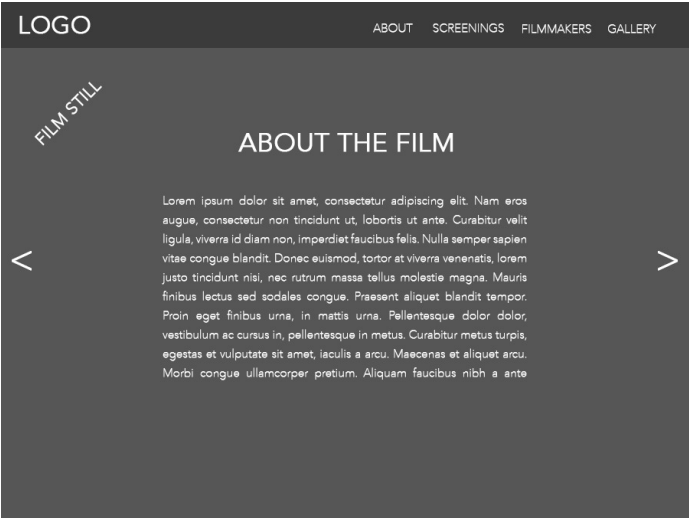 LOGO
ABOUT SCREENINGS FILMMAKERS GALLERY
FILM STILL
ABOUT THE FILM
Lorem ipsum dolor sit amet, consectetur adipiscing elit. Nam eros
augue, consectetur non tincidunt ut, lobortis ut ante. Curabitur velit
ligula, viverra id diam non, imperdiet faucibus felis. Nulla semper sapien
vitae congue blandit. Donec euismod, tortor at viverra venenatis, lorem
justo tincidunt nisi, nec rutrum massa tellus molestie magna. Mauris
finibus lectus sed sodales congue. Praesent aliquet blandit tempor.
Proin eget finibus urna, in mattis urna. Pellentesque dolor dolor,
vestibulum ac cursus in, pellentesque in metus. Curabitur metus turpis,
egestas et vulputate sit amet, iaculis a arcu. Maecenas et aliquet arcu.
Morbi congue ullamcorper pretium. Aliquam faucibus nibh a ante
< >